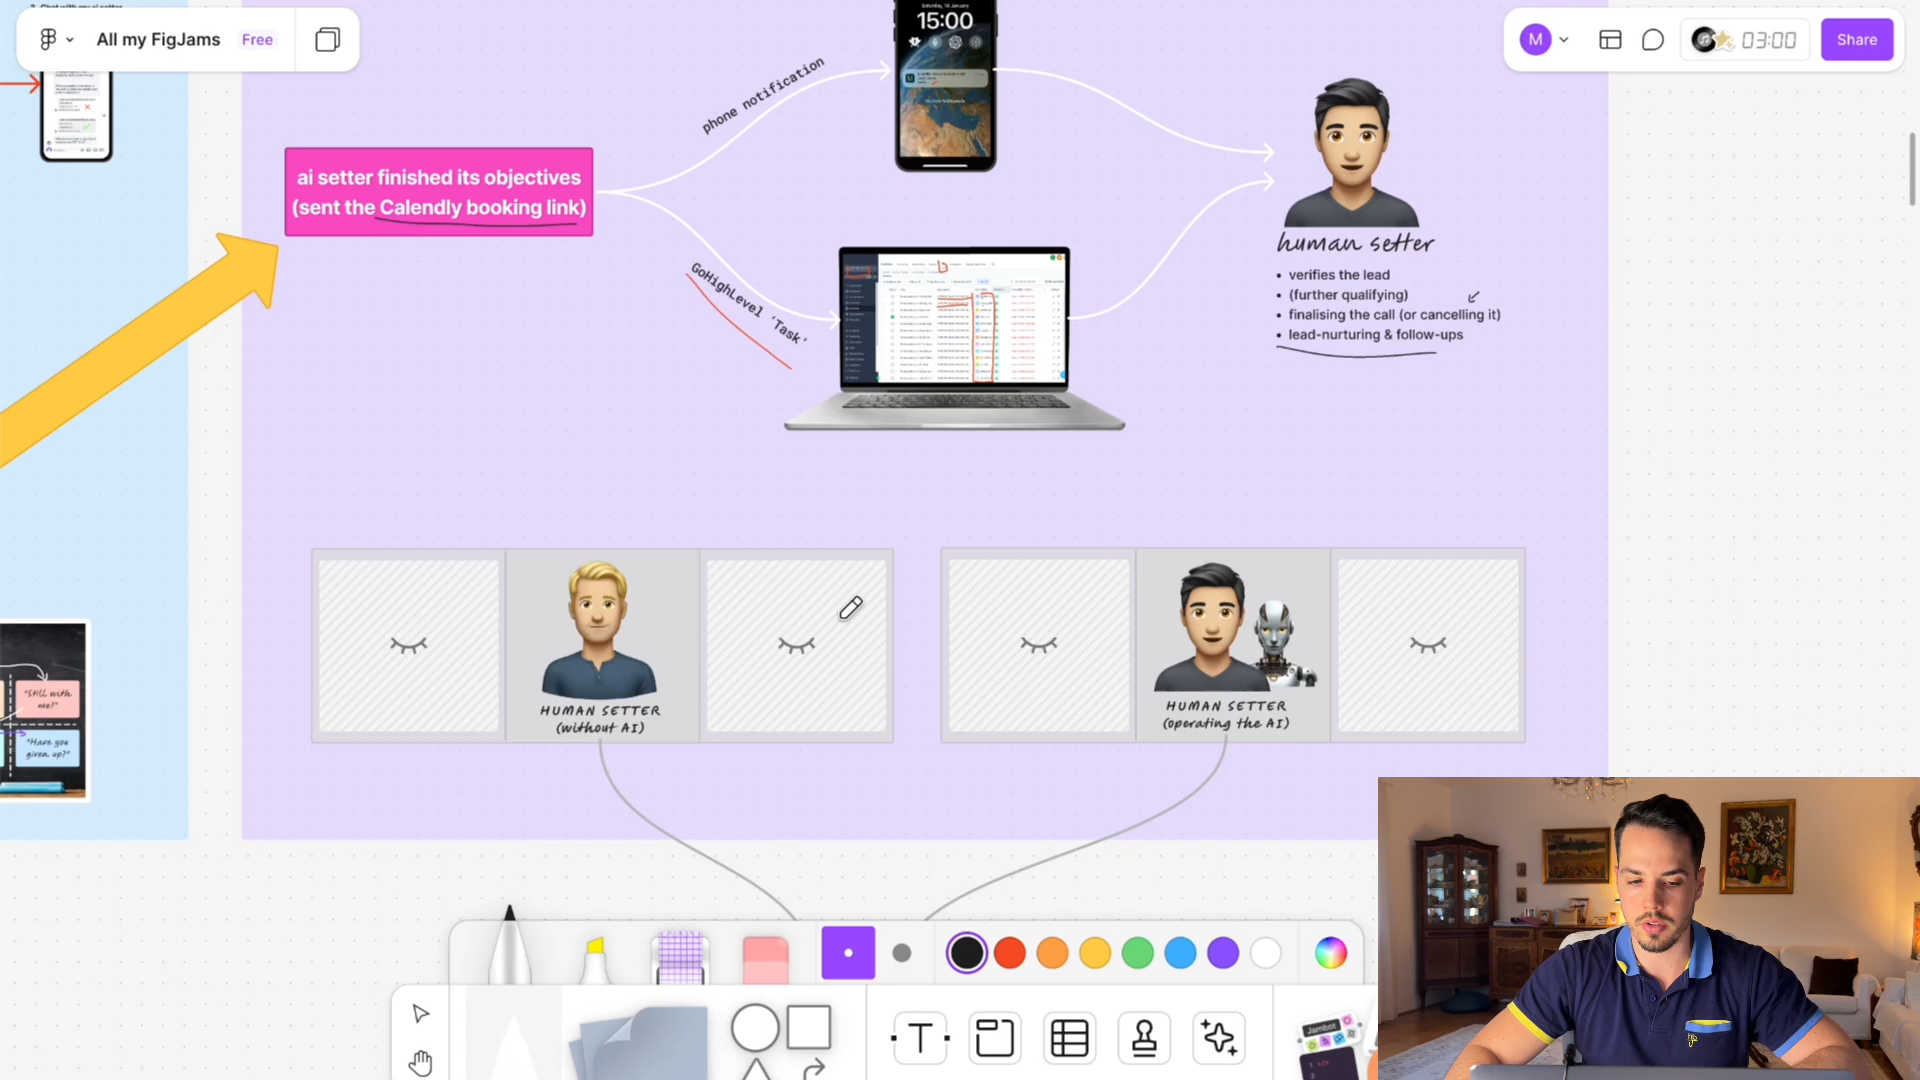 All my FigJams
Free
M
03:00
Share
Saturday, 18 January
15:00
phone notification
ai setter finished its objectives
(sent the Calendly booking link)
GoHighLevel 'Task'
human setter
• verifies the lead
• (further qualifying)
• finalising the call (or cancelling it)
• lead-nurturing & follow-ups
HUMAN SETTER
(without AI)
HUMAN SETTER
(operating the AI)
"Still with
me?"
"Have you
given up?"
T
Jambot